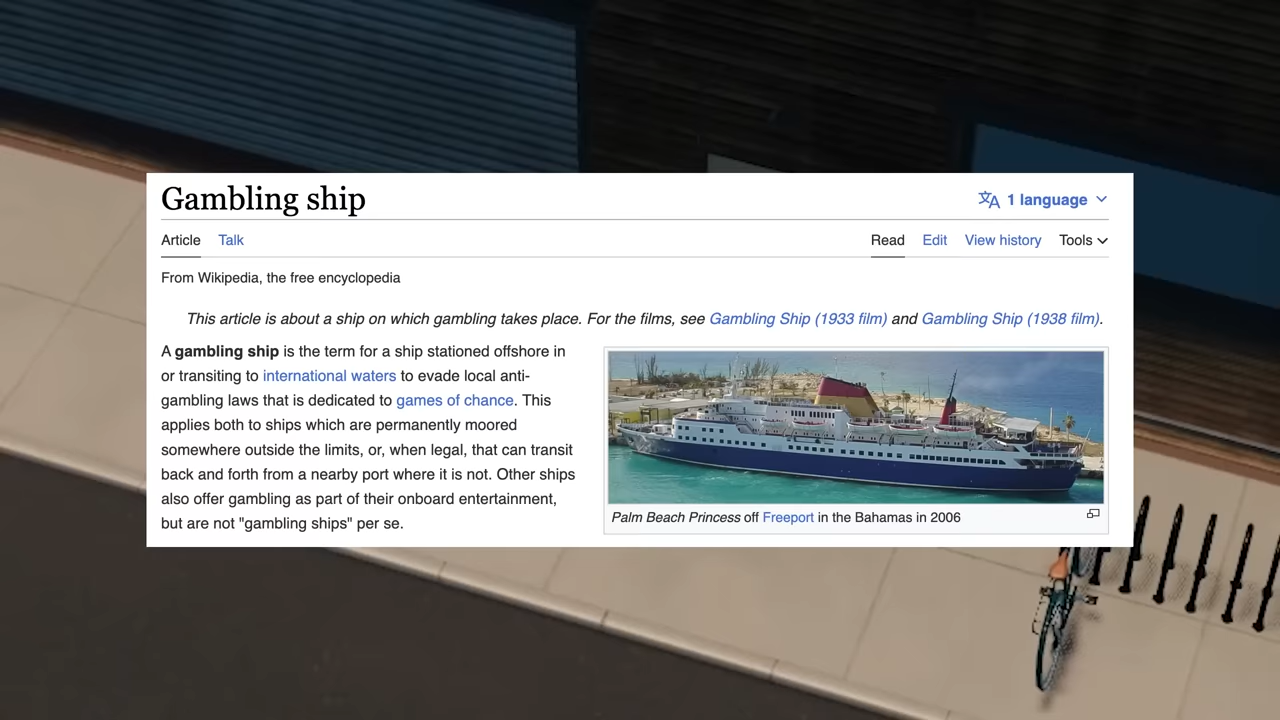 Gambling ship
1 language
Article Talk Read Edit View history Tools
From Wikipedia, the free encyclopedia
This article is about a ship on which gambling takes place. For the films, see Gambling Ship (1933 film) and Gambling Ship (1938 film).
A gambling ship is the term for a ship stationed offshore in
or transiting to international waters to evade local anti-
gambling laws that is dedicated to games of chance. This
applies both to ships which are permanently moored
somewhere outside the limits, or, when legal, that can transit
back and forth from a nearby port where it is not. Other ships
also offer gambling as part of their onboard entertainment,
but are not "gambling ships" per se.
Palm Beach Princess off Freeport in the Bahamas in 2006